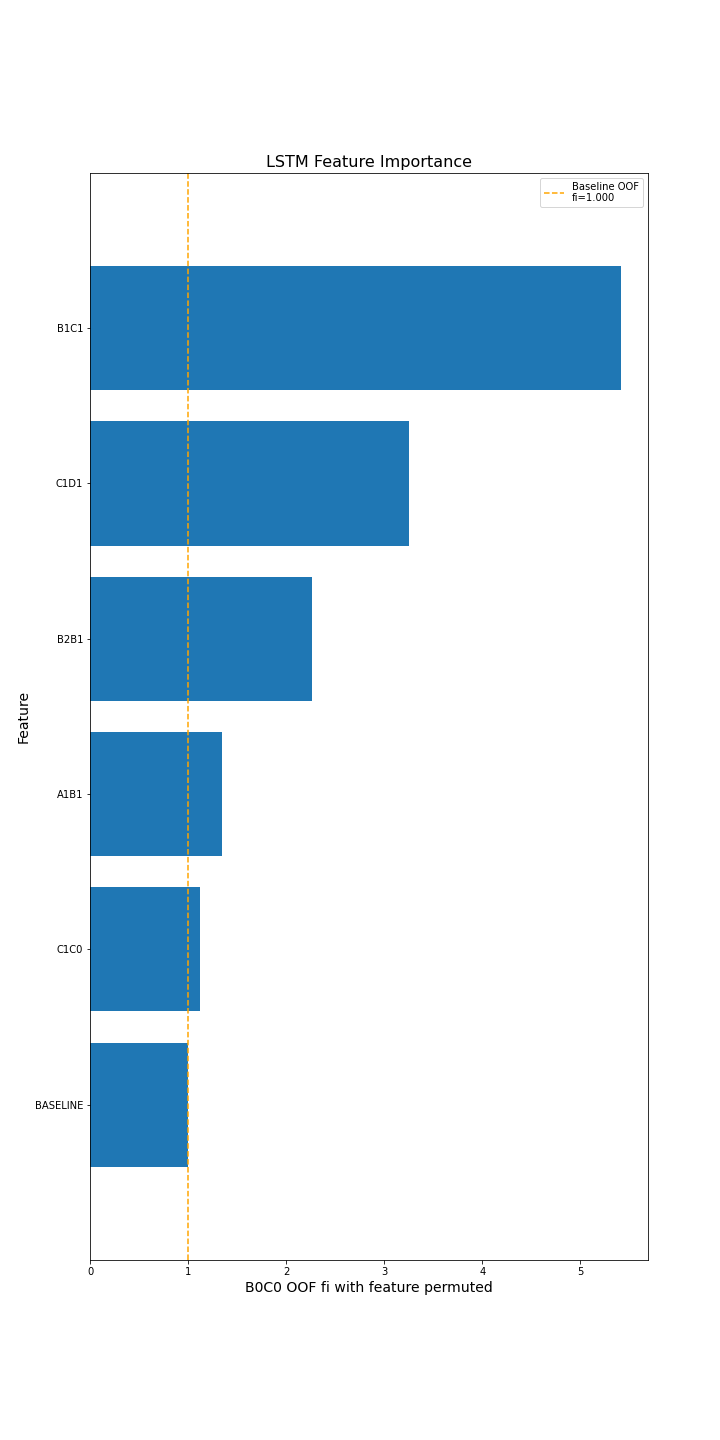 LSTM Feature Importance
Baseline OOF
fi=1.000
B1C1
C1D1
B2B1
A1B1
C1C0
BASELINE
Feature
0 1 2 3 4 5
B0C0 OOF fi with feature permuted